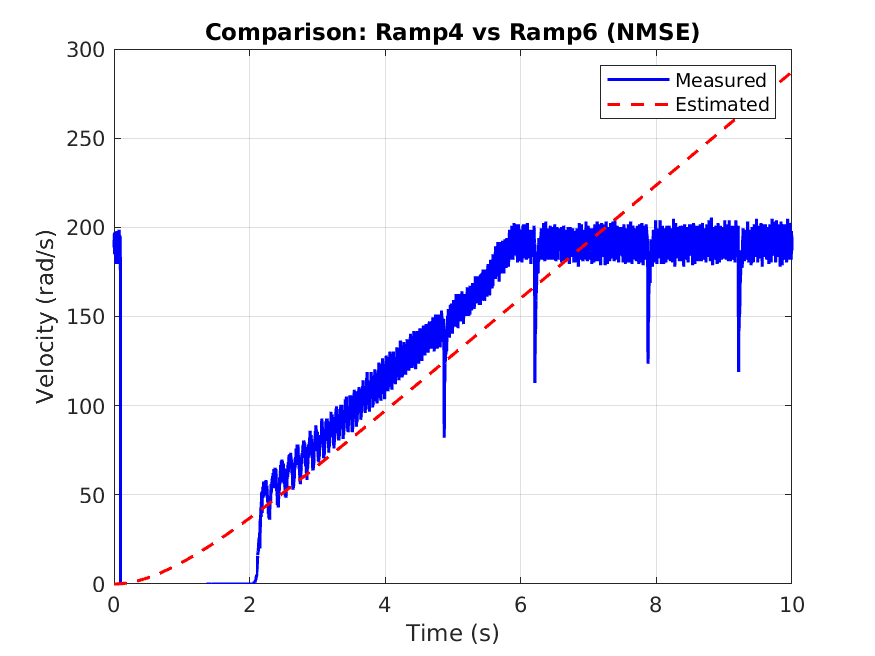 Comparison: Ramp4 vs Ramp6 (NMSE)
Measured
Estimated
300
250
200
150
100
50
0
Velocity (rad/s)
0 2 4 6 8 10
Time (s)